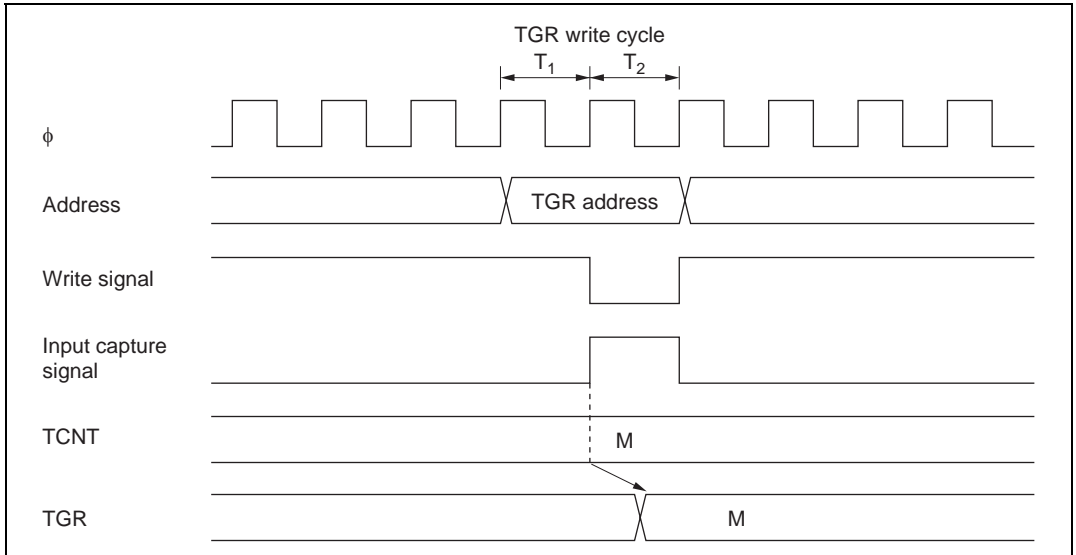 TGR write cycle
T₁ T₂
ϕ
Address
TGR address
Write signal
Input capture
signal
TCNT
M
TGR
M